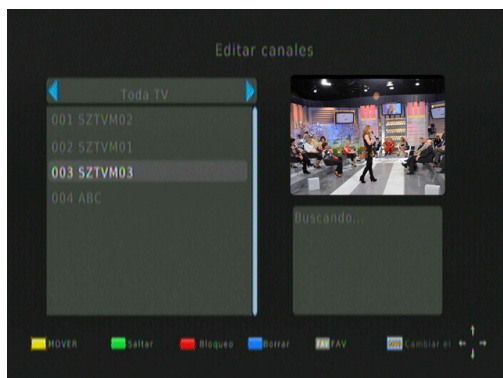 Editar canales
Toda TV
001 SZTVM02
002 SZTVM01
003 SZTVM03
004 ABC
Buscando...
MOVER
Saltar
Bloqueo
Borrar
FAV FAV
Cambiar el